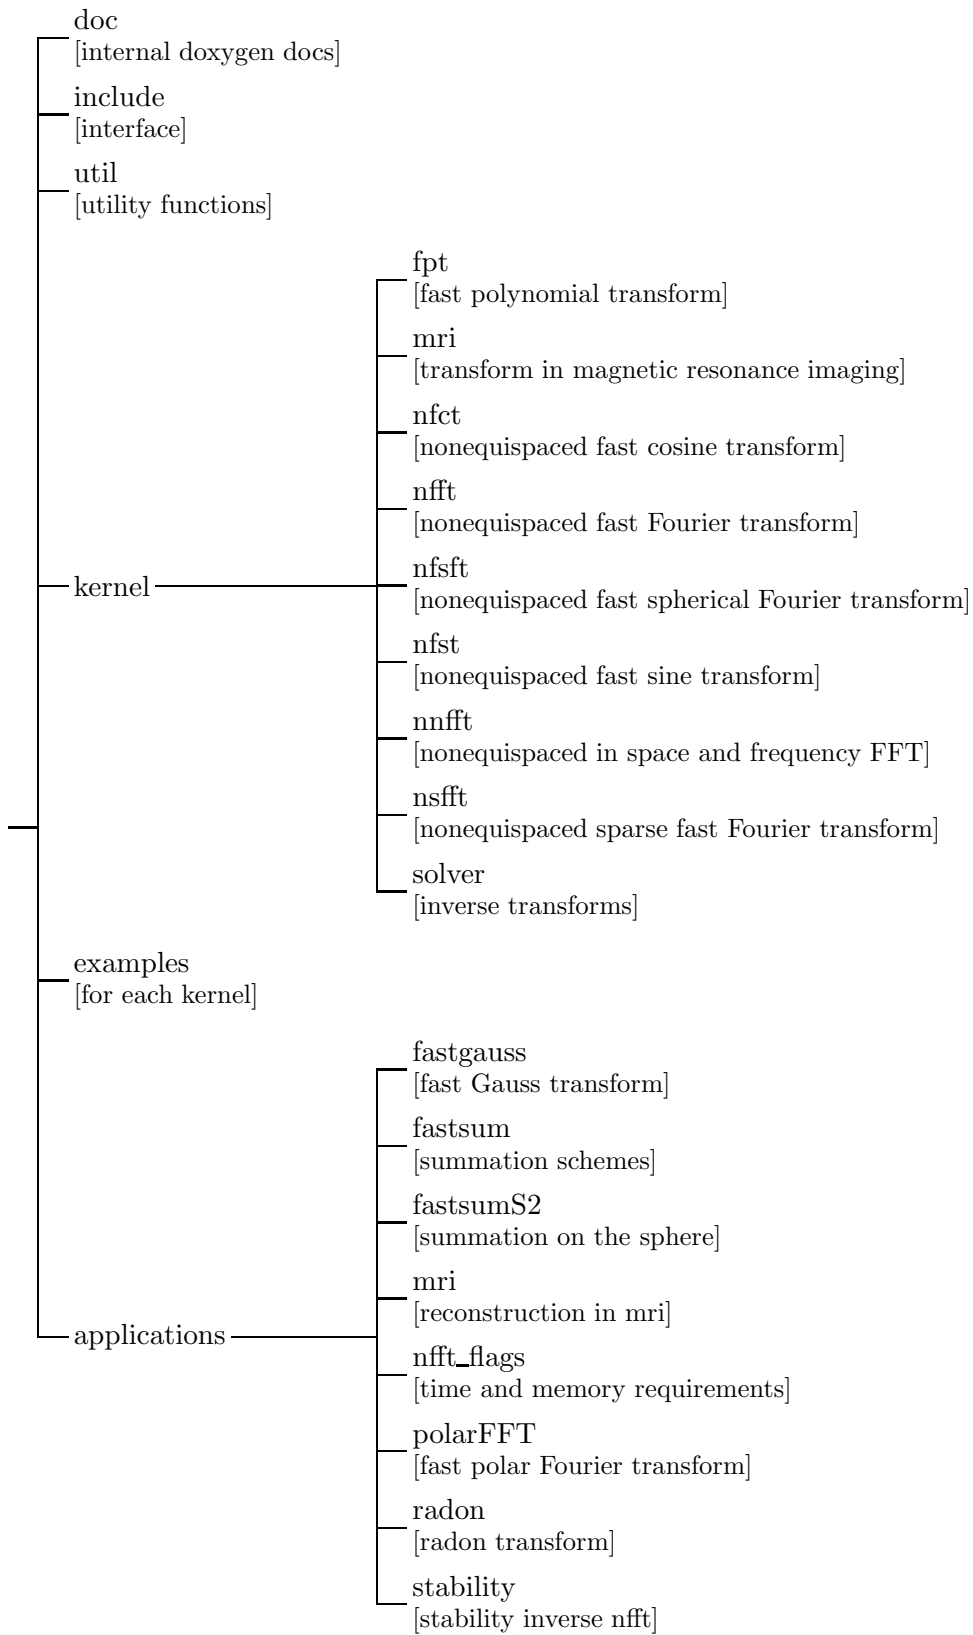 doc
[internal doxygen docs]
include
[interface]
util
[utility functions]
kernel
fpt
[fast polynomial transform]
mri
[transform in magnetic resonance imaging]
nfct
[nonequispaced fast cosine transform]
nfft
[nonequispaced fast Fourier transform]
nfsft
[nonequispaced fast spherical Fourier transform]
nfst
[nonequispaced fast sine transform]
nnfft
[nonequispaced in space and frequency FFT]
nsfft
[nonequispaced sparse fast Fourier transform]
solver
[inverse transforms]
examples
[for each kernel]
applications
fastgauss
[fast Gauss transform]
fastsum
[summation schemes]
fastsumS2
[summation on the sphere]
mri
[reconstruction in mri]
nfft_flags
[time and memory requirements]
polarFFT
[fast polar Fourier transform]
radon
[radon transform]
stability
[stability inverse nfft]